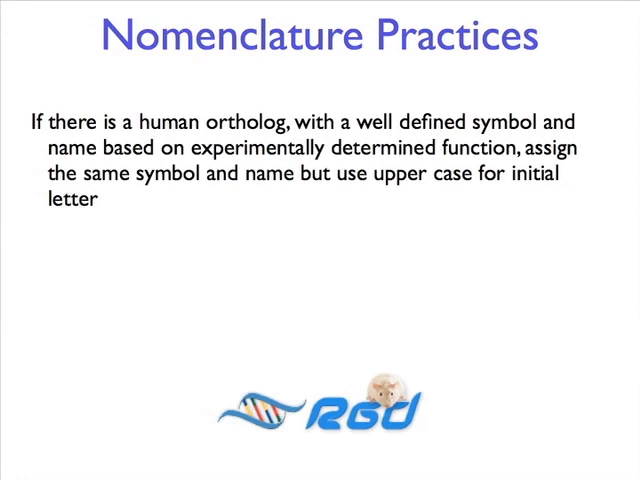 Nomenclature Practices
If there is a human ortholog, with a well defined symbol and
name based on experimentally determined function, assign
the same symbol and name but use upper case for initial
letter
RGD